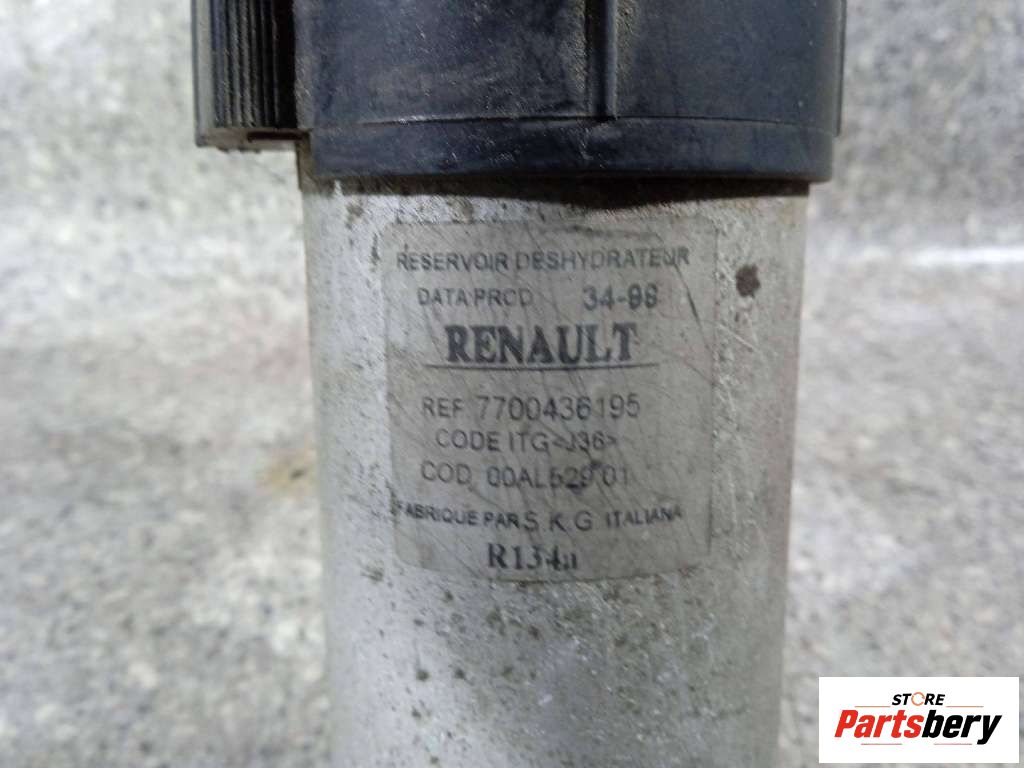 RESERVOIR DESHYDRATEUR
DATA PROD 34-98
RENAULT
REF 7700436195
CODE ITG<J36>
COD. 00AL529 01
FABRIQUE PAR S.K.G ITALIANA
R134a
STORE
Partsbery